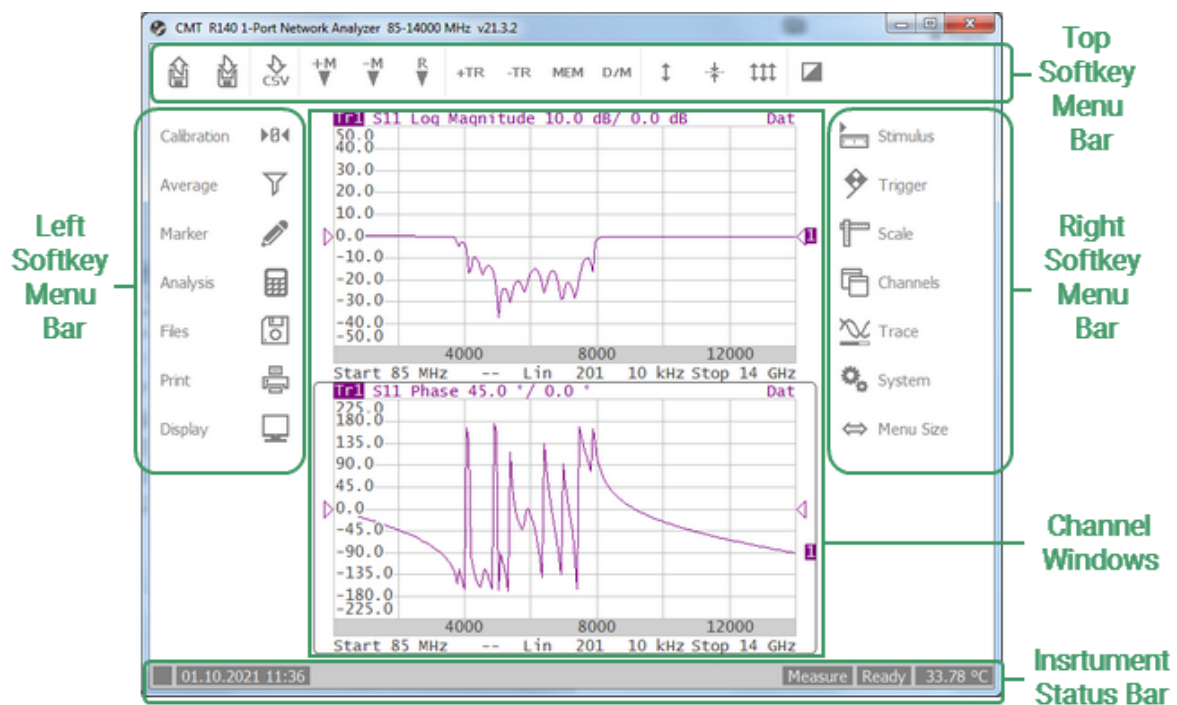 CMT R140 1-Port Network Analyzer 85-14000 MHz v21.3.2
Top
Softkey
Menu
Bar
CSV
+M
-M
R
+TR
-TR
MEM
D/M
Left
Softkey
Menu
Bar
Calibration
Average
Marker
Analysis
Files
Print
Display
Tr1 S11 Log Magnitude 10.0 dB/ 0.0 dB Dat
50.0
40.0
30.0
20.0
10.0
0.0
1
-10.0
-20.0
-30.0
-40.0
-50.0
4000 8000 12000
Start 85 MHz -- Lin 201 10 kHz Stop 14 GHz
Tr1 S11 Phase 45.0 °/ 0.0 ° Dat
225.0
180.0
135.0
90.0
45.0
0.0
-45.0
-90.0
1
-135.0
-180.0
-225.0
4000 8000 12000
Start 85 MHz -- Lin 201 10 kHz Stop 14 GHz
Stimulus
Trigger
Scale
Channels
Trace
System
Menu Size
Right
Softkey
Menu
Bar
Channel
Windows
01.10.2021 11:36
Measure
Ready
33.78 ºC
Insrtument
Status Bar